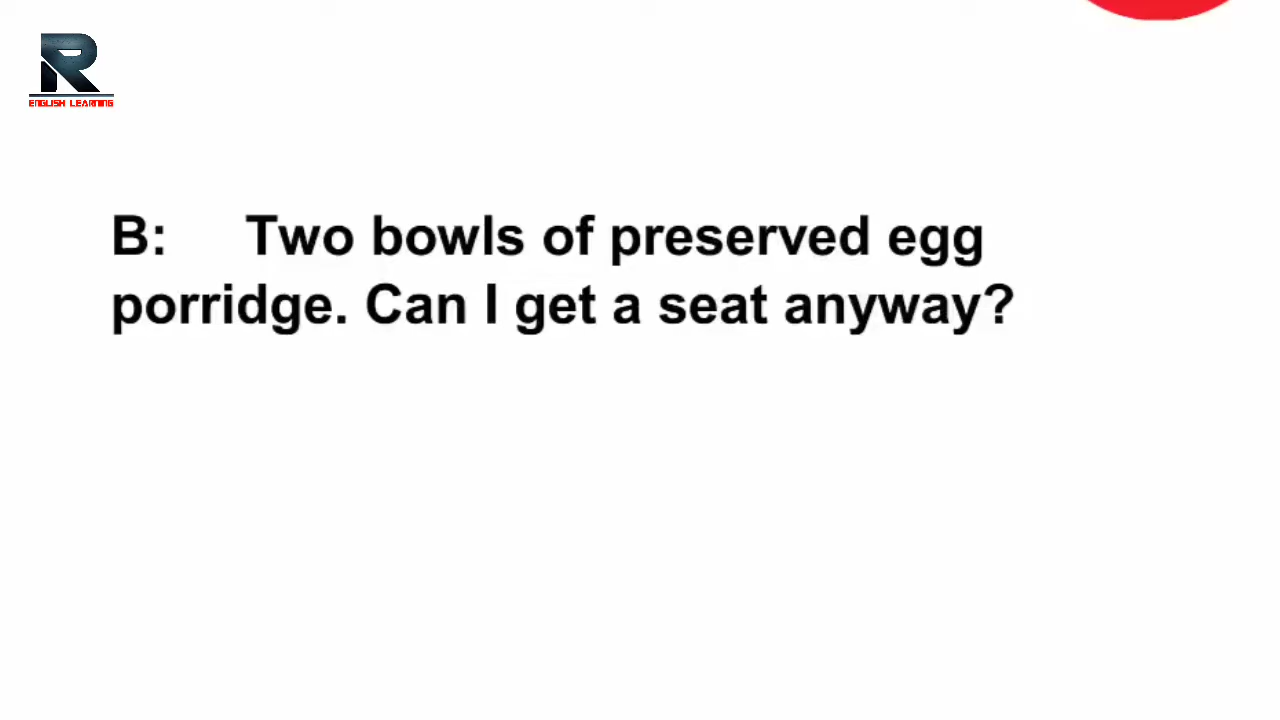 R
ENGLISH LEARNING
B: Two bowls of preserved egg
porridge. Can I get a seat anyway?